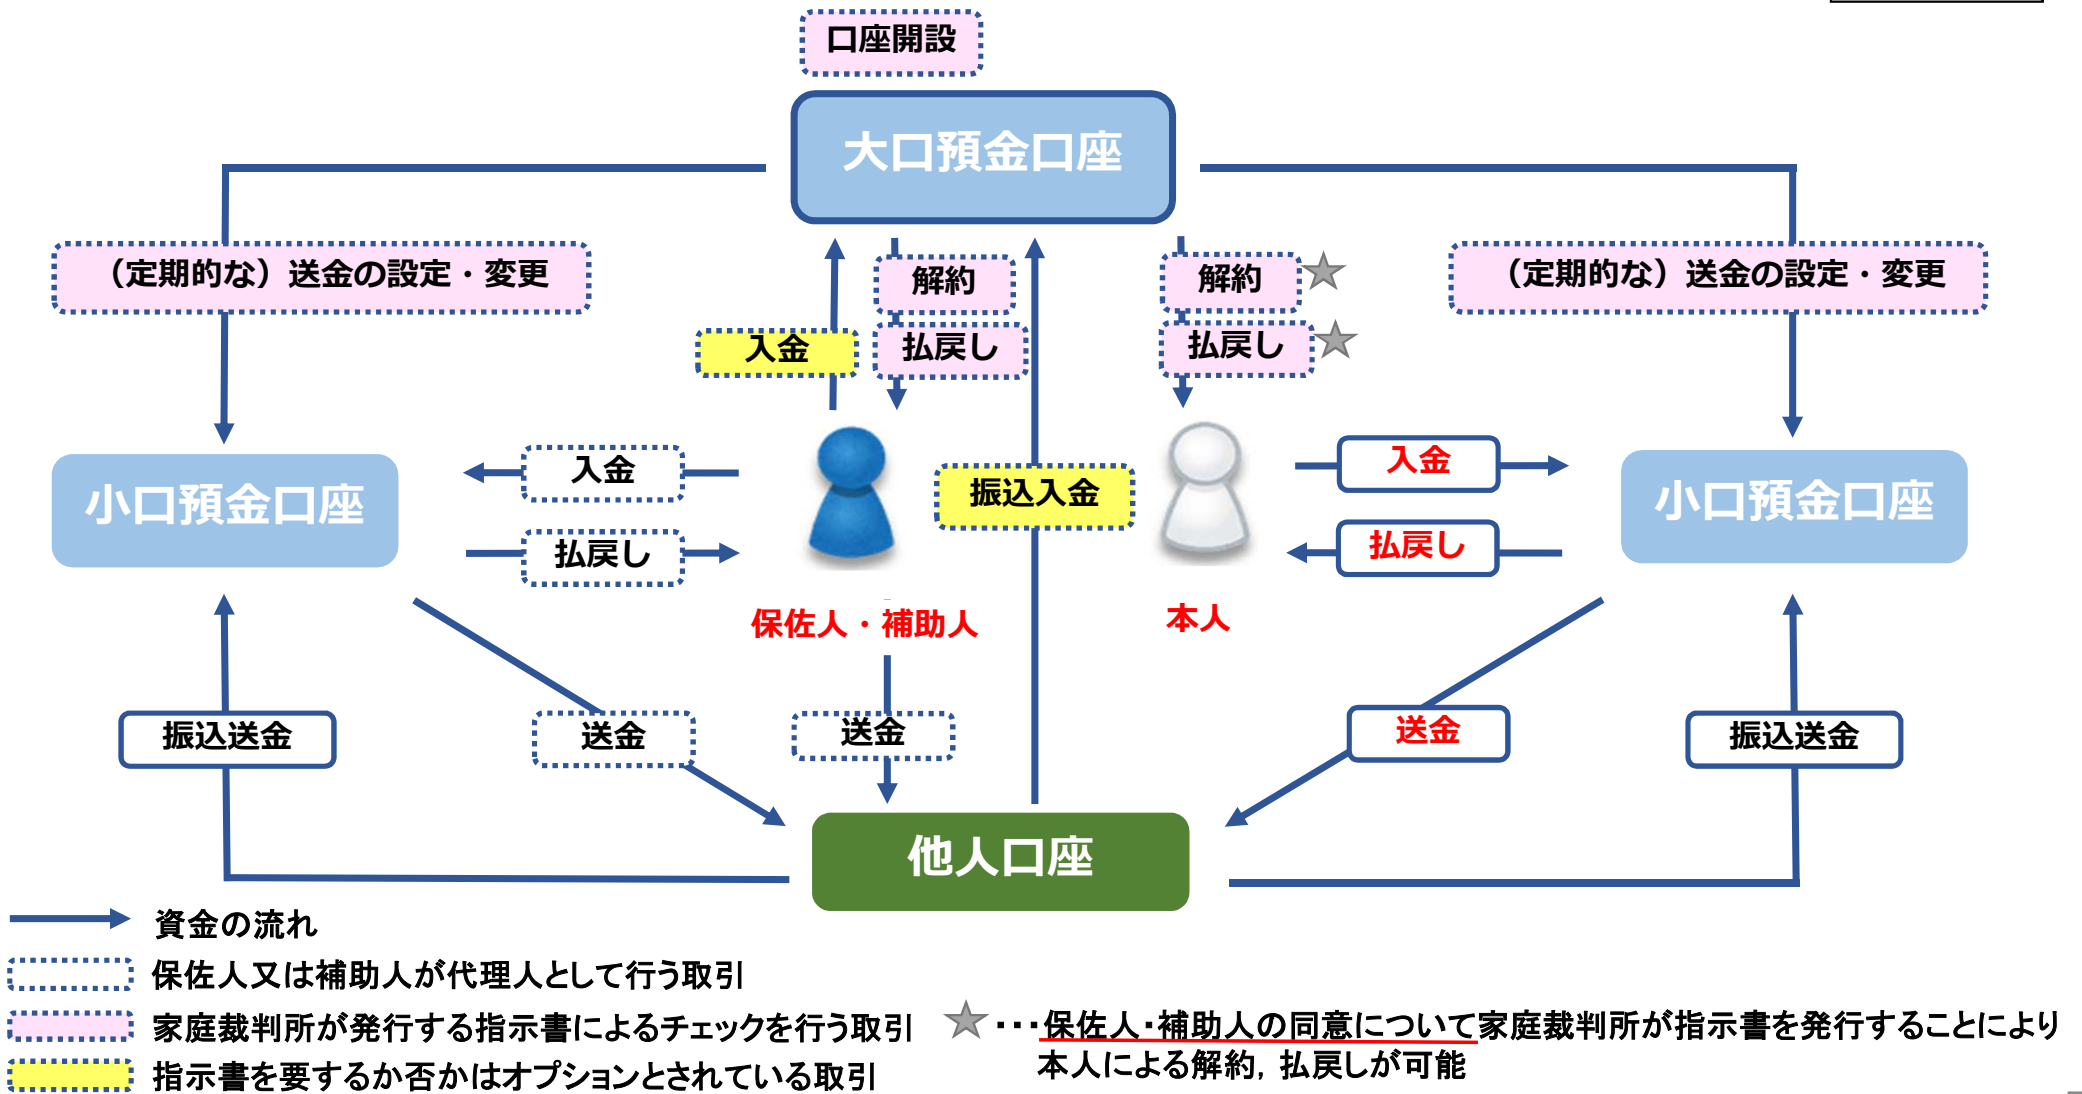 口座開設
大口預金口座
（定期的な）送金の設定・変更
解約
解約
（定期的な）送金の設定・変更
入金
払戻し
払戻し
小口預金口座
入金
払戻し
振込入金
入金
払戻し
小口預金口座
保佐人・補助人
本人
振込送金
送金
送金
送金
振込送金
他人口座
資金の流れ
保佐人又は補助人が代理人として行う取引
家庭裁判所が発行する指示書によるチェックを行う取引
指示書を要するか否かはオプションとされている取引
･･･保佐人・補助人の同意について家庭裁判所が指示書を発行することにより
本人による解約，払戻しが可能